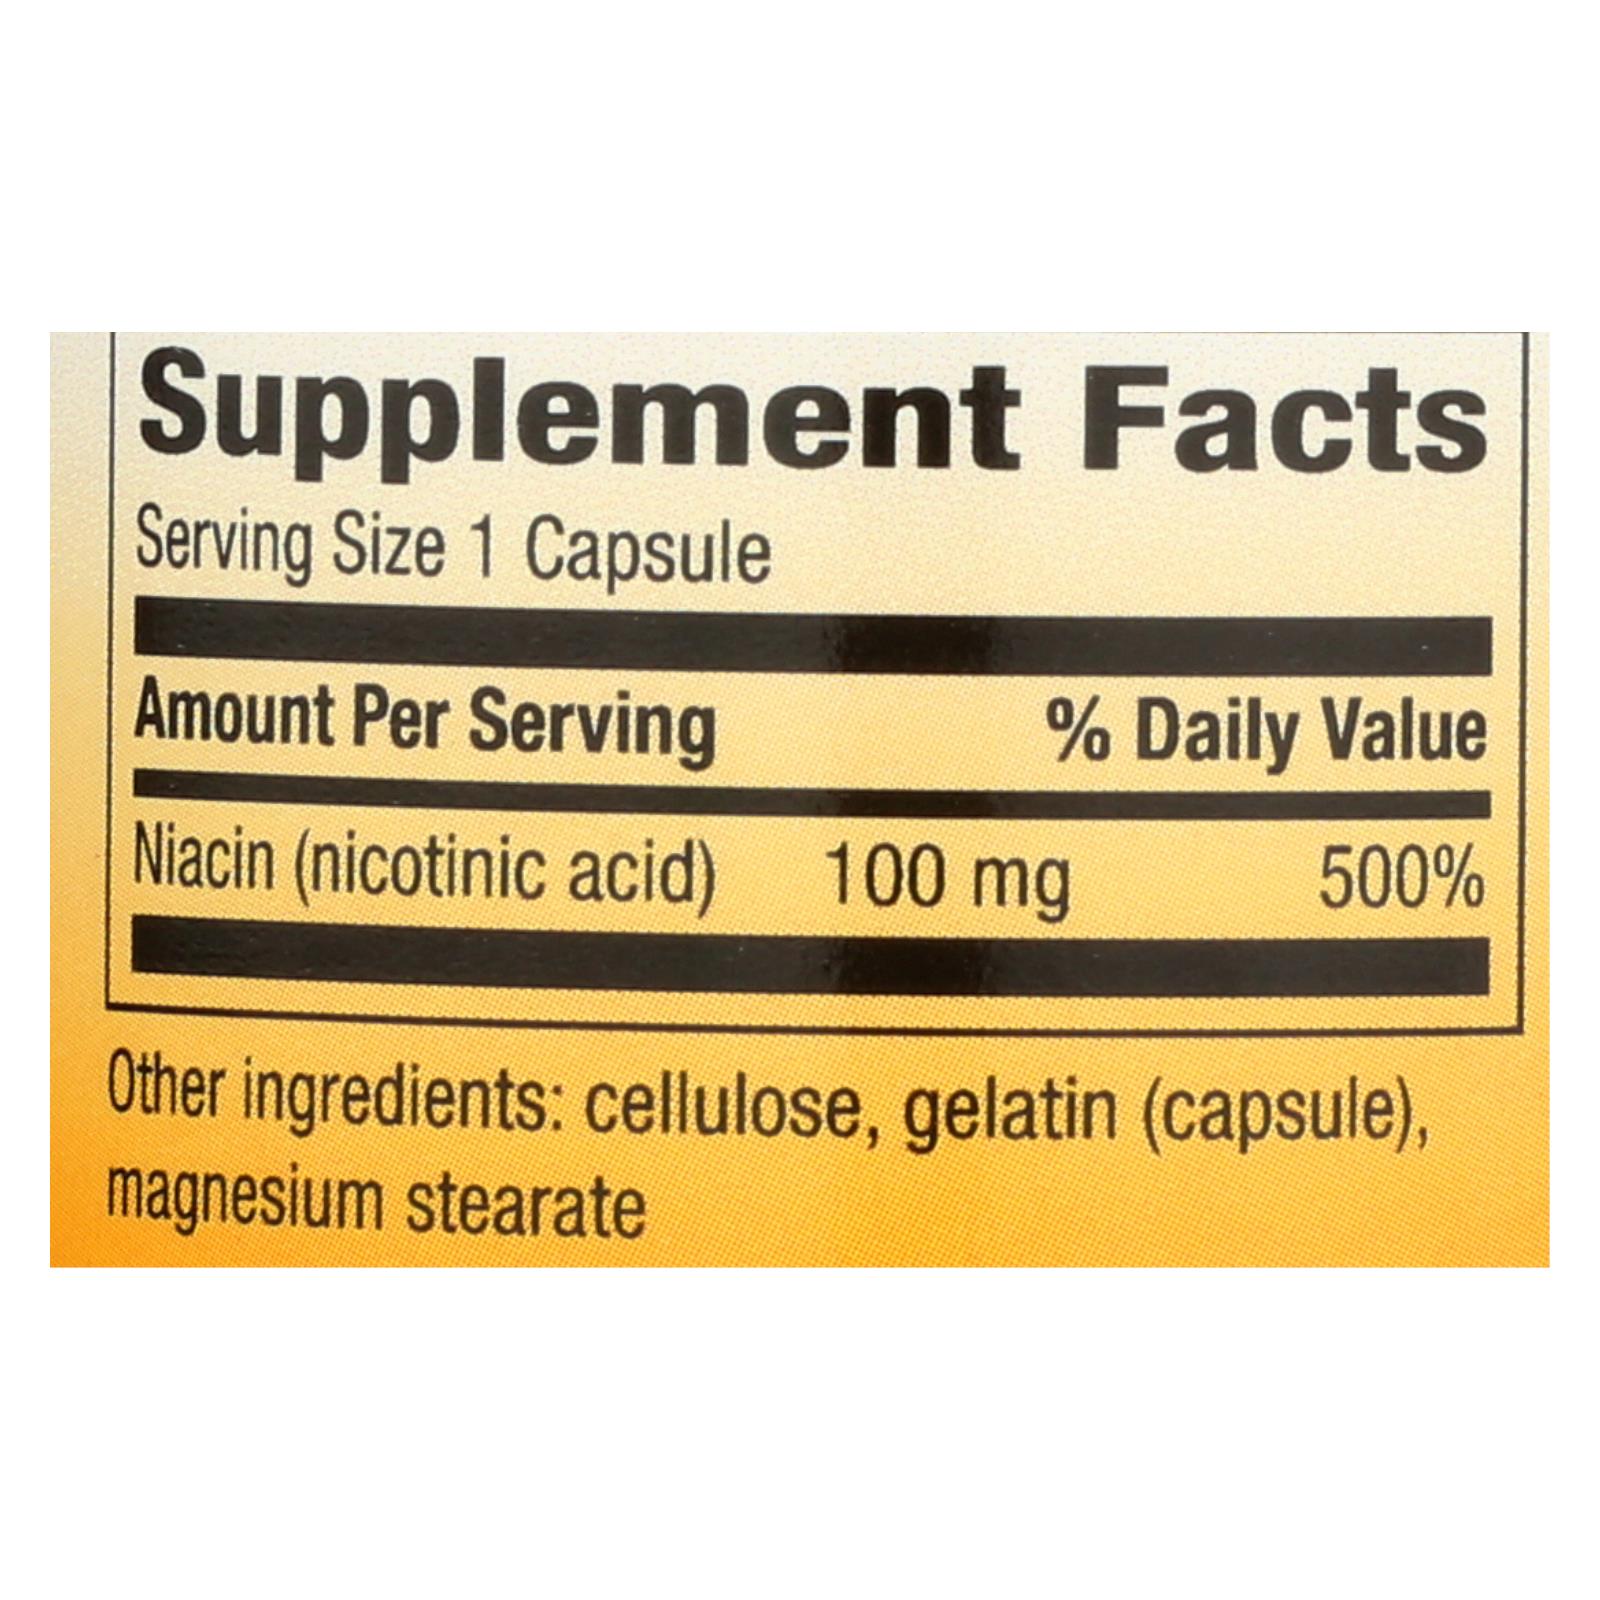 Supplement Facts
Serving Size 1 Capsule
Amount Per Serving % Daily Value
Niacin (nicotinic acid) 100 mg 500%
Other ingredients: cellulose, gelatin (capsule),
magnesium stearate